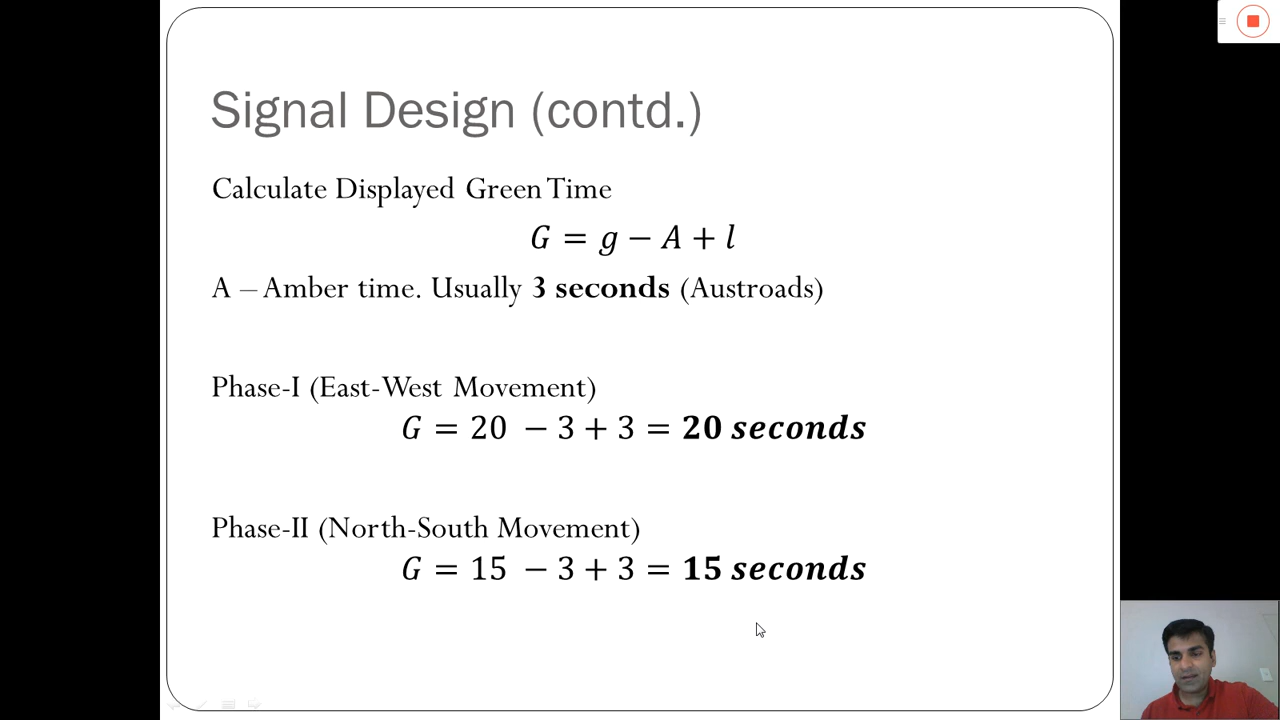 Signal Design (contd.)
Calculate Displayed Green Time
G = g − A + l
A – Amber time. Usually 3 seconds (Austroads)
Phase-I (East-West Movement)
G = 20 − 3 + 3 = 20 seconds
Phase-II (North-South Movement)
G = 15 − 3 + 3 = 15 seconds